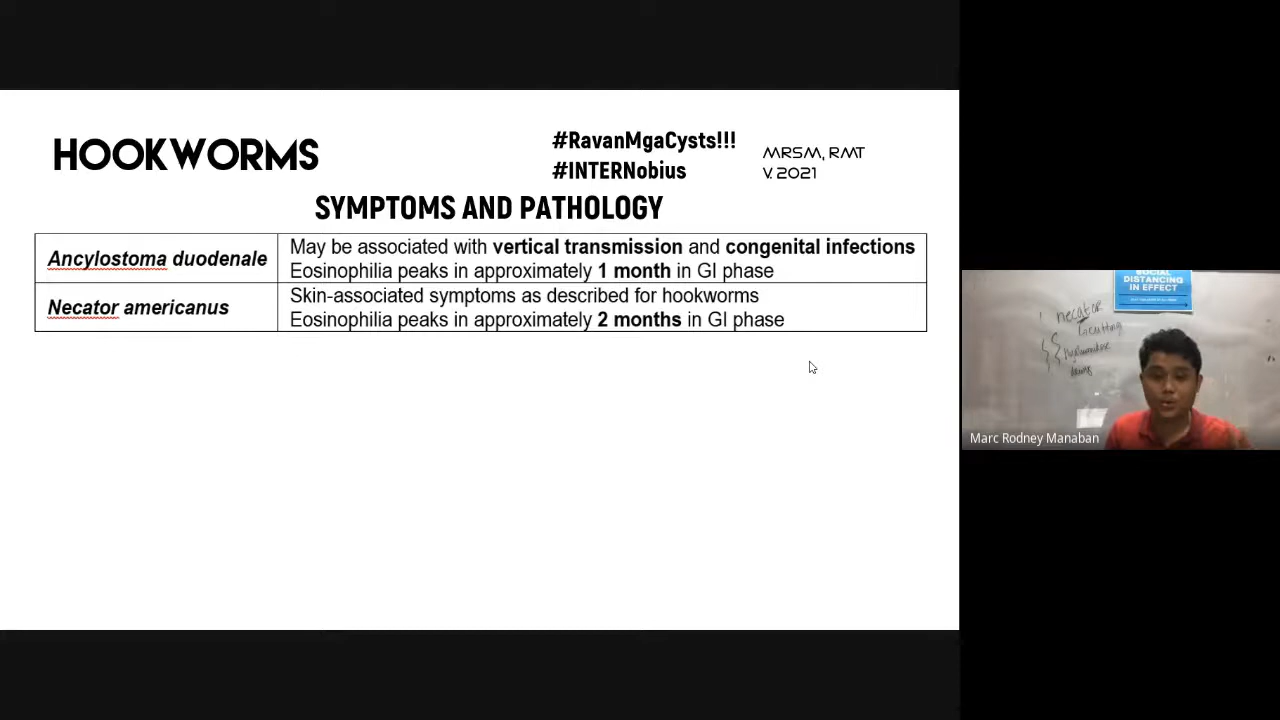 HOOKWORMS
#RavanMgaCysts!!!
#INTERNobius
MRSM, RMT
V. 2021
SYMPTOMS AND PATHOLOGY
Ancylostoma duodenale
May be associated with vertical transmission and congenital infections
Eosinophilia peaks in approximately 1 month in GI phase
Necator americanus
Skin-associated symptoms as described for hookworms
Eosinophilia peaks in approximately 2 months in GI phase
SOCIAL
DISTANCING
IN EFFECT
necator
Marc Rodney Manaban